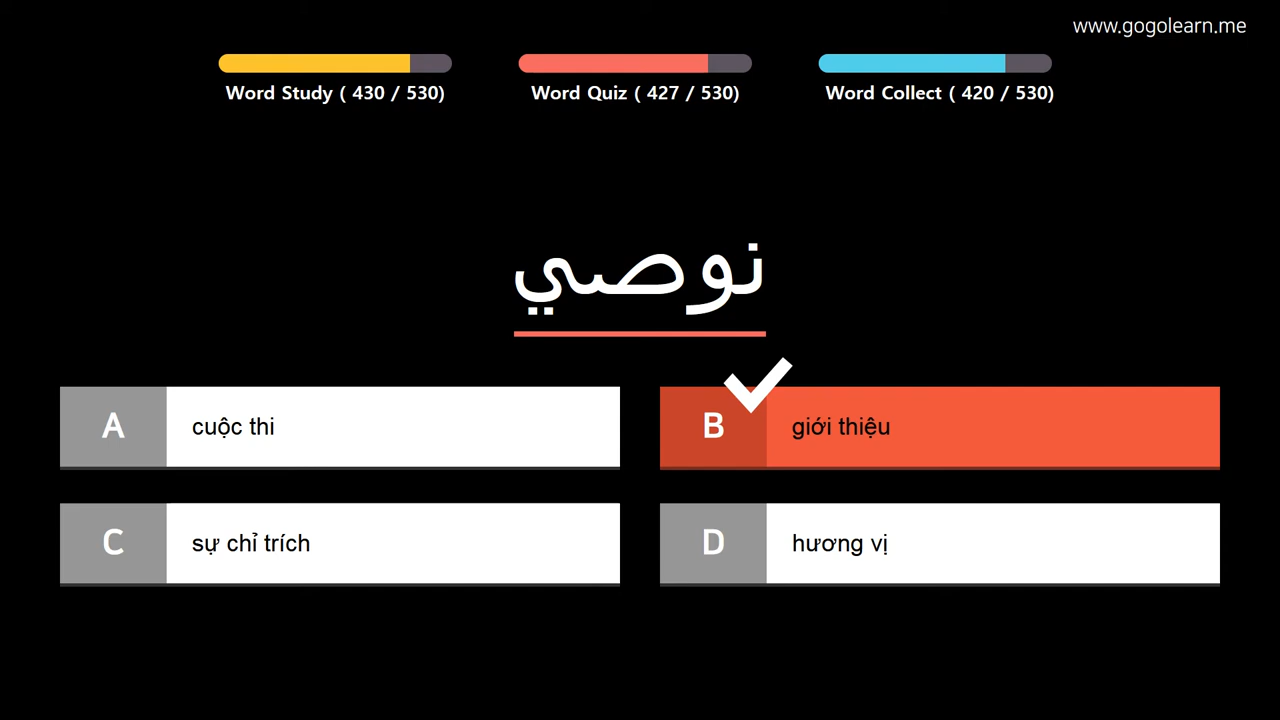 www.gogolearn.me
Word Study ( 430 / 530)
Word Quiz ( 427 / 530)
Word Collect ( 420 / 530)
نوصي
A cuộc thi
B giới thiệu
C sự chỉ trích
D hương vị